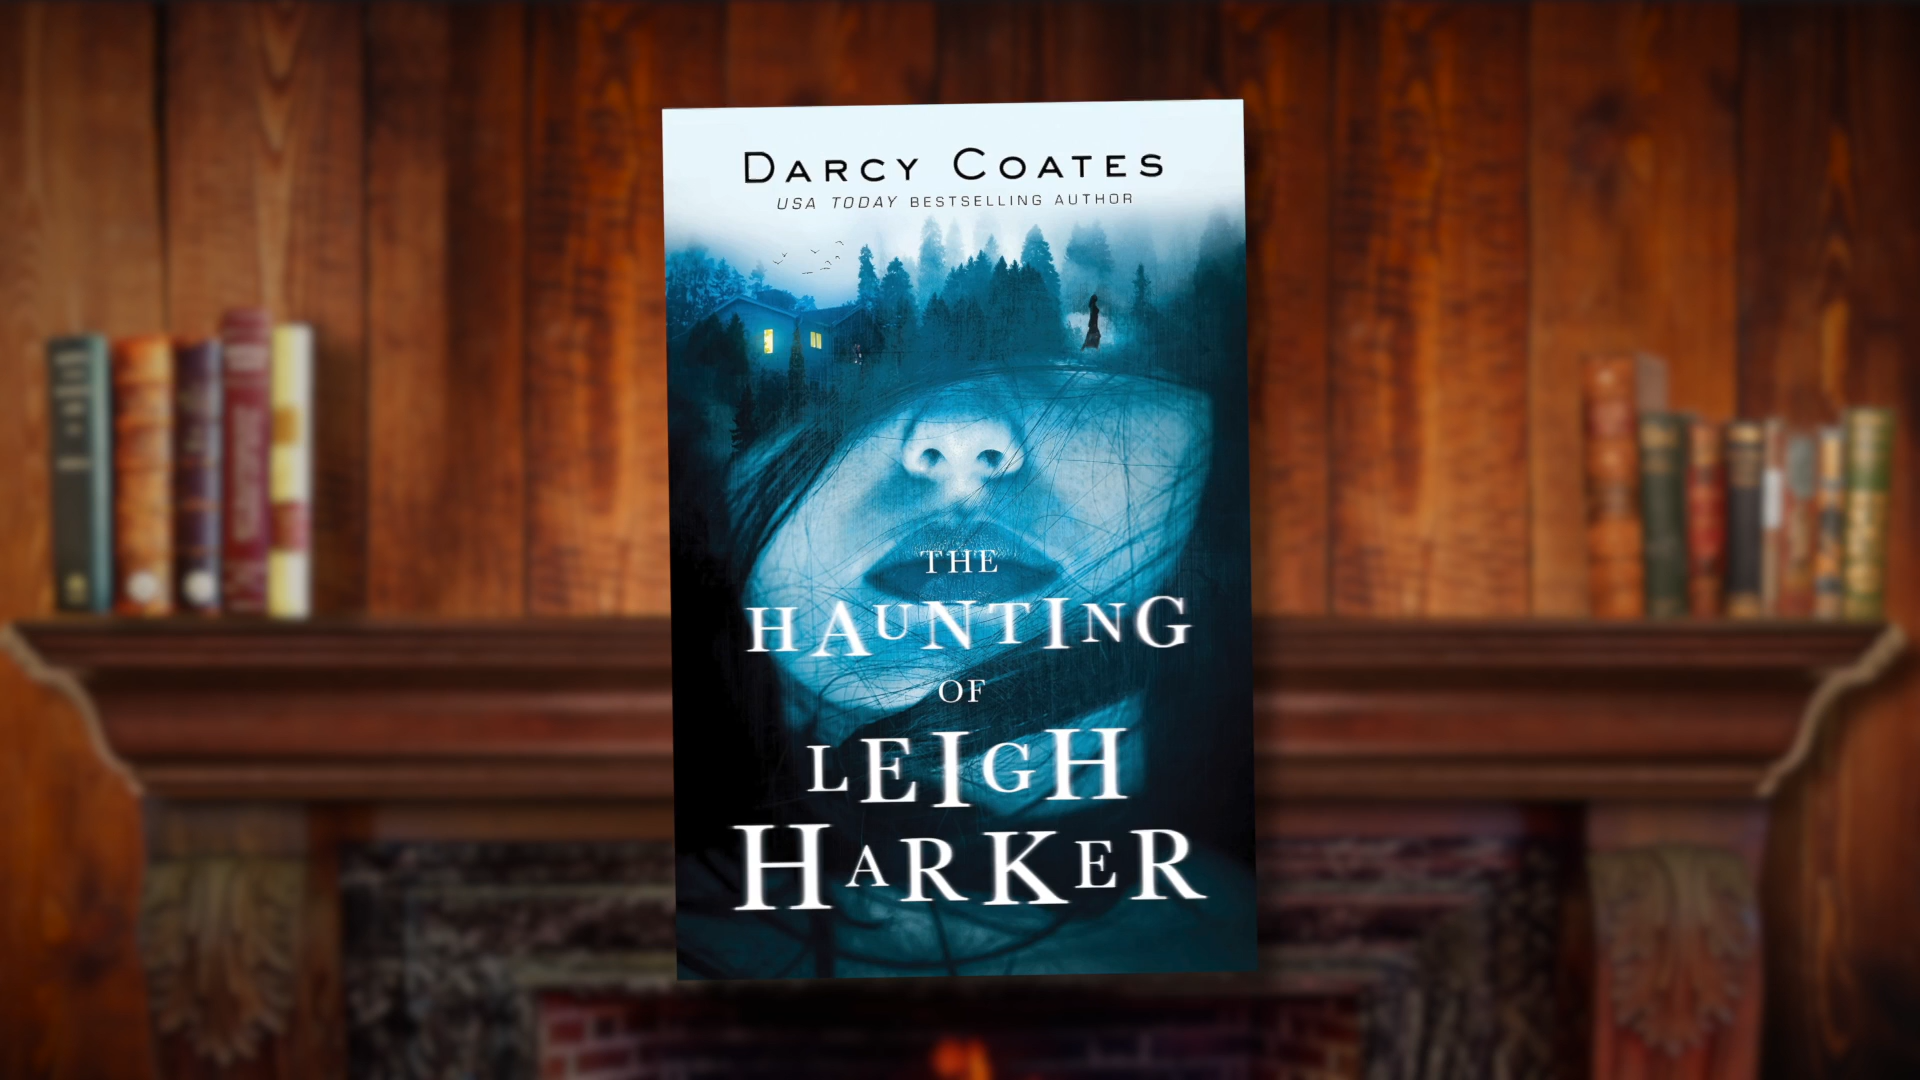 DARCY COATES
USA TODAY BESTSELLING AUTHOR
THE
HAUNTING
OF
LEIGH
HARKER